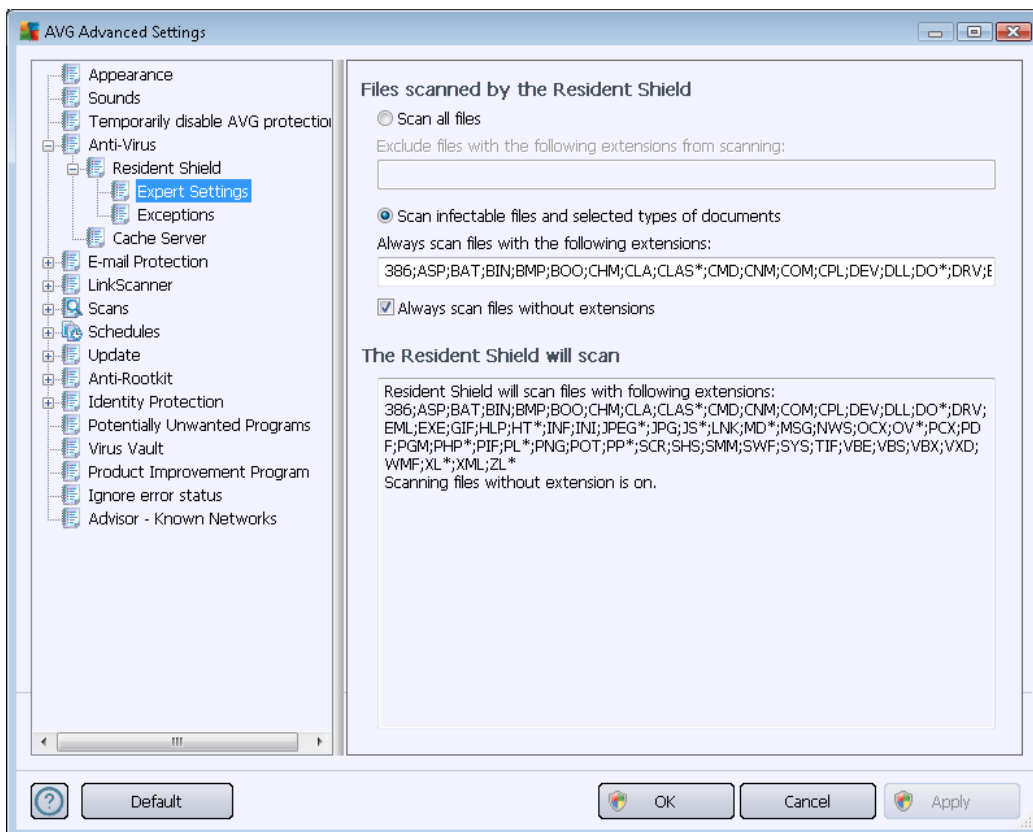 AVG Advanced Settings
Appearance
Sounds
Temporarily disable AVG protection
Anti-Virus
Resident Shield
Expert Settings
Exceptions
Cache Server
E-mail Protection
LinkScanner
Scans
Schedules
Update
Anti-Rootkit
Identity Protection
Potentially Unwanted Programs
Virus Vault
Product Improvement Program
Ignore error status
Advisor - Known Networks
Files scanned by the Resident Shield
Scan all files
Exclude files with the following extensions from scanning:
Scan infectable files and selected types of documents
Always scan files with the following extensions:
386;ASP;BAT;BIN;BMP;BOO;CHM;CLA;CLAS*;CMD;CNM;COM;CPL;DEV;DLL;DO*;DRV;E
Always scan files without extensions
The Resident Shield will scan
Resident Shield will scan files with following extensions:
386;ASP;BAT;BIN;BMP;BOO;CHM;CLA;CLAS*;CMD;CNM;COM;CPL;DEV;DLL;DO*;DRV;
EML;EXE;GIF;HLP;HT*;INF;INI;JPEG*;JPG;JS*;LNK;MD*;MSG;NWS;OCX;OV*;PCX;PD
F;PGM;PHP*;PIF;PL*;PNG;POT;PP*;SCR;SHS;SMM;SWF;SYS;TIF;VBE;VBS;VBX;VXD;
WMF;XL*;XML;ZL*
Scanning files without extension is on.
Default
OK
Cancel
Apply